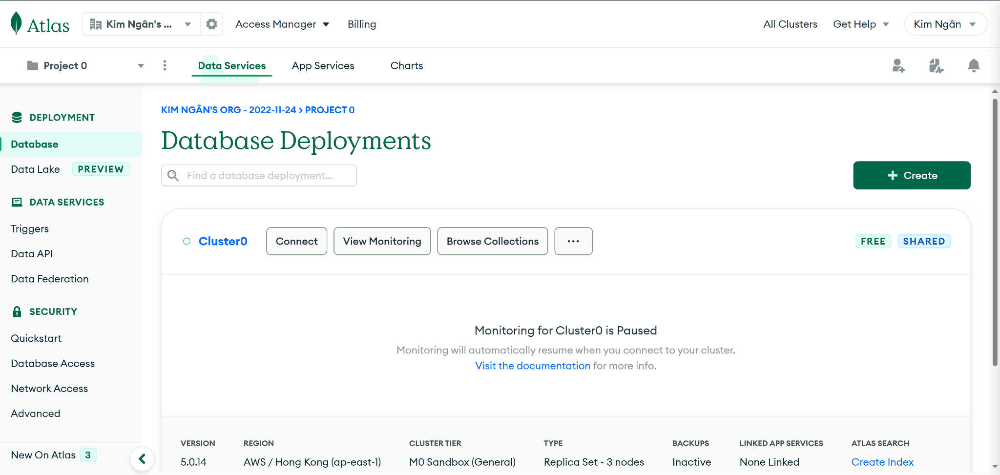 Atlas
Kim Ngân's ...
Access Manager
Billing
All Clusters
Get Help
Kim Ngân
Project 0
Data Services
App Services
Charts
DEPLOYMENT
Database
Data Lake PREVIEW
DATA SERVICES
Triggers
Data API
Data Federation
SECURITY
Quickstart
Database Access
Network Access
Advanced
New On Atlas 3
KIM NGÂN'S ORG - 2022-11-24 > PROJECT 0
Database Deployments
Find a database deployment...
+ Create
Cluster0
Connect
View Monitoring
Browse Collections
...
FREE
SHARED
Monitoring for Cluster0 is Paused
Monitoring will automatically resume when you connect to your cluster.
Visit the documentation for more info.
VERSION
5.0.14
REGION
AWS / Hong Kong (ap-east-1)
CLUSTER TIER
M0 Sandbox (General)
TYPE
Replica Set - 3 nodes
BACKUPS
Inactive
LINKED APP SERVICES
None Linked
ATLAS SEARCH
Create Index